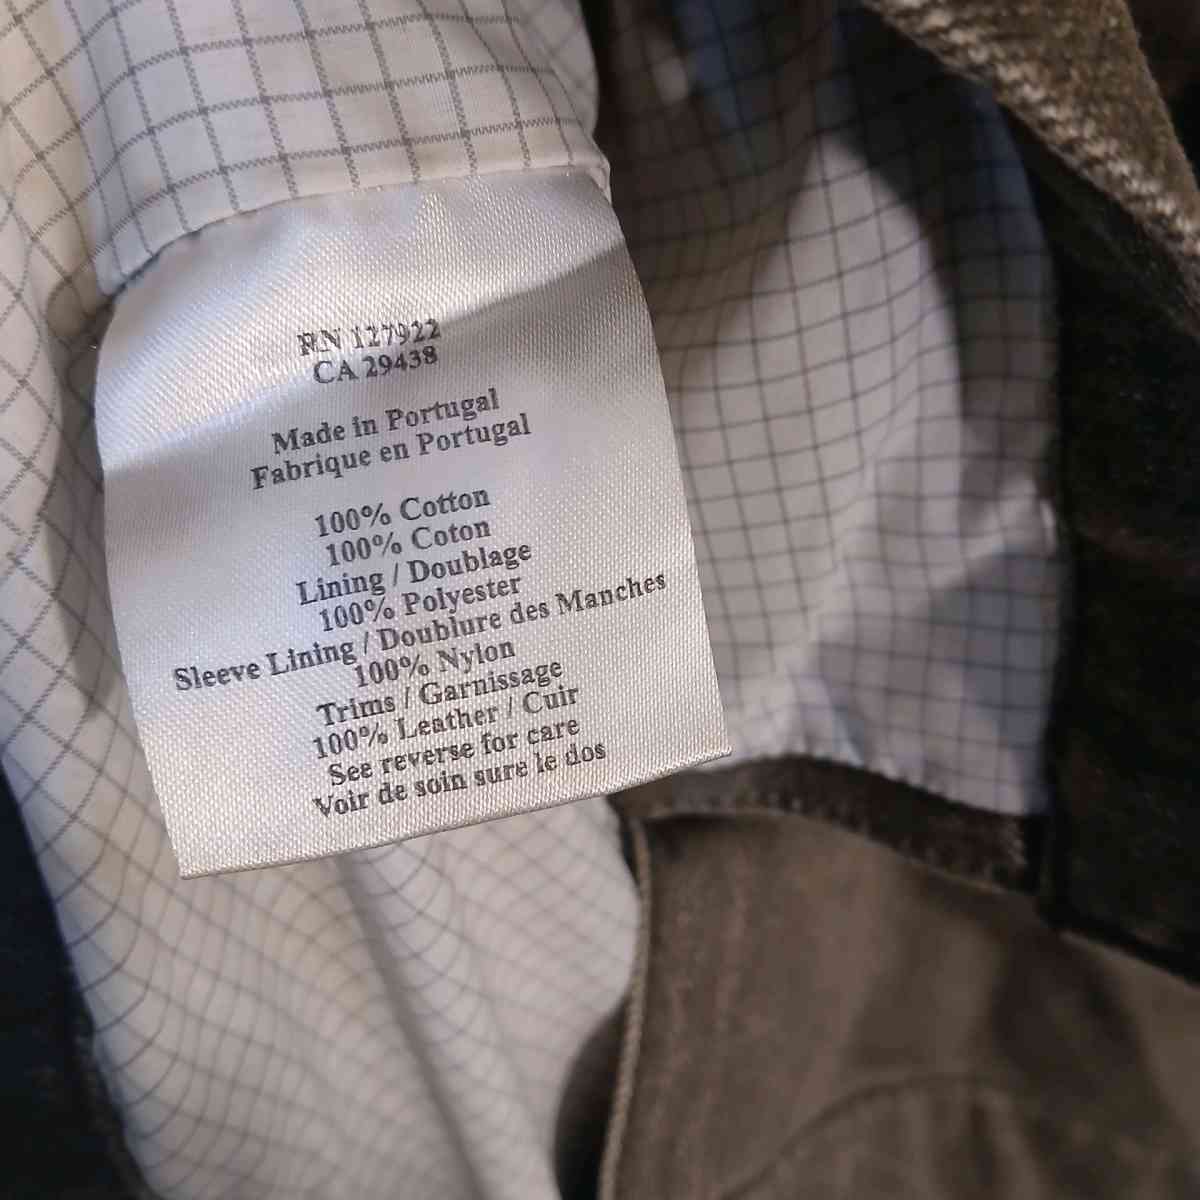 RN 127922
CA 29438
Made in Portugal
Fabrique en Portugal
100% Cotton
100% Coton
Lining / Doublage
100% Polyester
Sleeve Lining / Doublure des Manches
100% Nylon
Trims / Garnissage
100% Leather / Cuir
See reverse for care
Voir de soin sure le dos